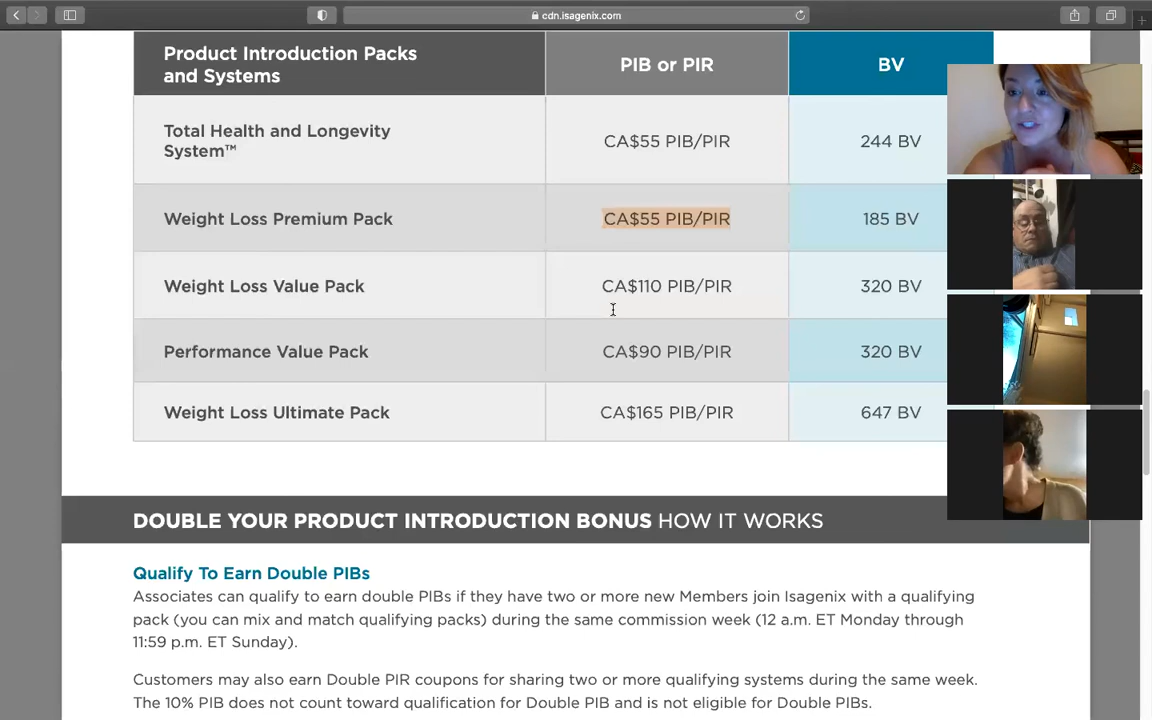 cdn.isagenix.com
Product Introduction Packs
and Systems
PIB or PIR
BV
Total Health and Longevity
System™
CA$55 PIB/PIR
244 BV
Weight Loss Premium Pack
CA$55 PIB/PIR
185 BV
Weight Loss Value Pack
CA$110 PIB/PIR
320 BV
Performance Value Pack
CA$90 PIB/PIR
320 BV
Weight Loss Ultimate Pack
CA$165 PIB/PIR
647 BV
DOUBLE YOUR PRODUCT INTRODUCTION BONUS HOW IT WORKS
Qualify To Earn Double PIBs
Associates can qualify to earn double PIBs if they have two or more new Members join Isagenix with a qualifying
pack (you can mix and match qualifying packs) during the same commission week (12 a.m. ET Monday through
11:59 p.m. ET Sunday).
Customers may also earn Double PIR coupons for sharing two or more qualifying systems during the same week.
The 10% PIB does not count toward qualification for Double PIB and is not eligible for Double PIBs.